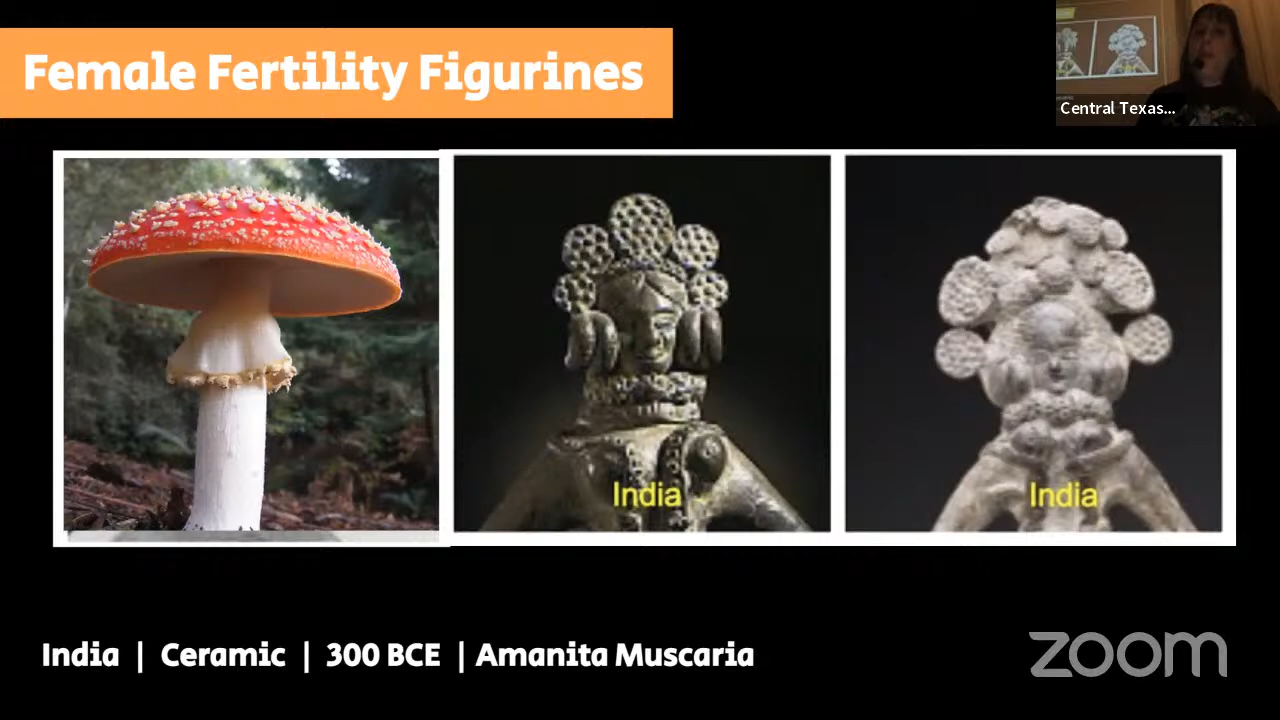 Female Fertility Figurines
Central Texas...
India
India
India | Ceramic | 300 BCE | Amanita Muscaria
zoom